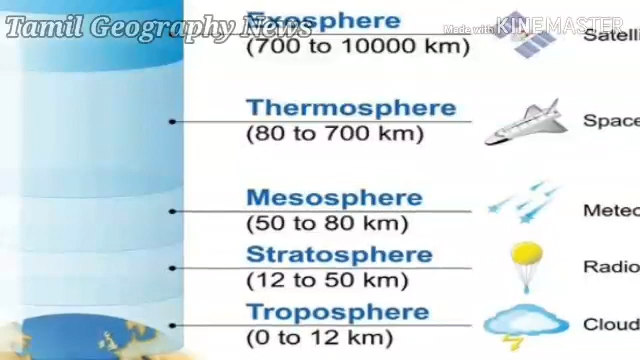 Tamil Geography News
Made with KINEMASTER
Exosphere
(700 to 10000 km)
Thermosphere
(80 to 700 km)
Mesosphere
(50 to 80 km)
Meteo
Stratosphere
(12 to 50 km)
Radio
Troposphere
(0 to 12 km)
Cloud
Satelli
Space